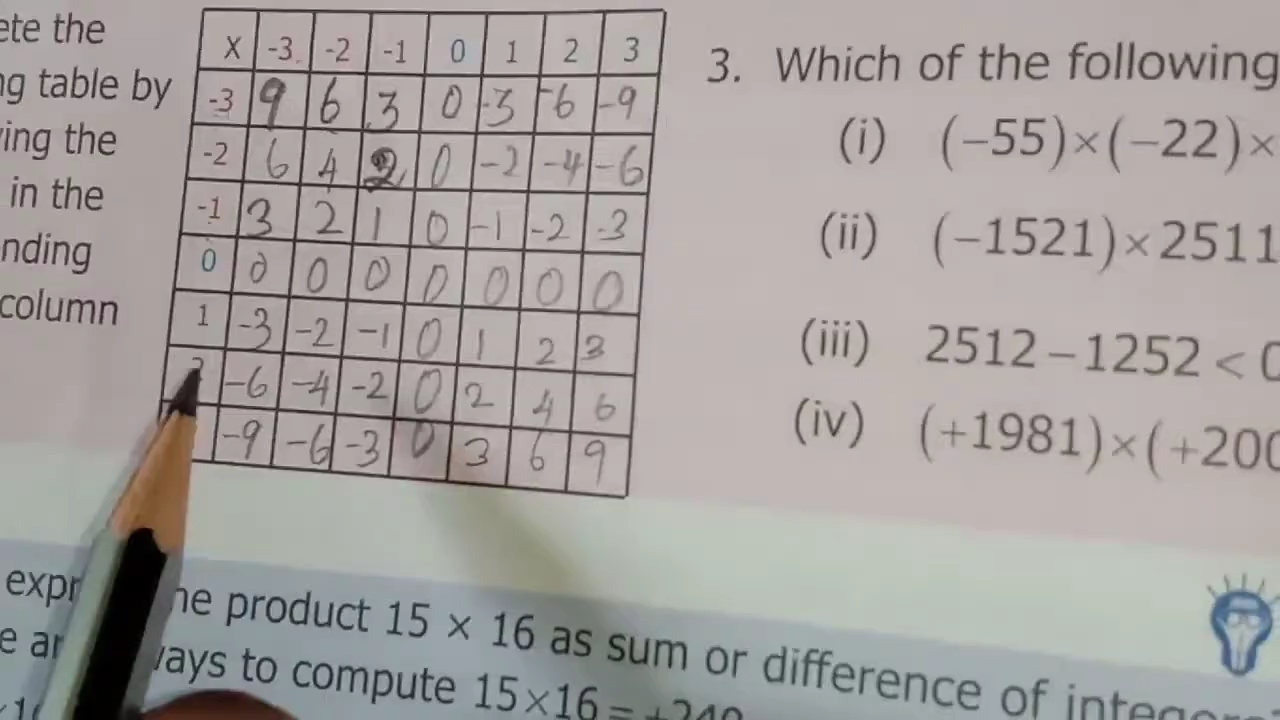 ete the
ng table by
ing the
in the
nding
column
X -3 -2 -1 0 1 2 3
-3 9 6 3 0 -3 -6 -9
-2 6 4 2 0 -2 -4 -6
-1 3 2 1 0 -1 -2 -3
0 0 0 0 0 0 0 0
1 -3 -2 -1 0 1 2 3
-6 -4 -2 0 2 4 6
-9 -6 -3 0 3 6 9
3. Which of the following
(i) (-55)×(-22)×
(ii) (-1521)×2511
(iii) 2512-1252<0
(iv) (+1981)×(+200
expr he product 15 × 16 as sum or difference of integers
e ar ways to compute 15×16=+240